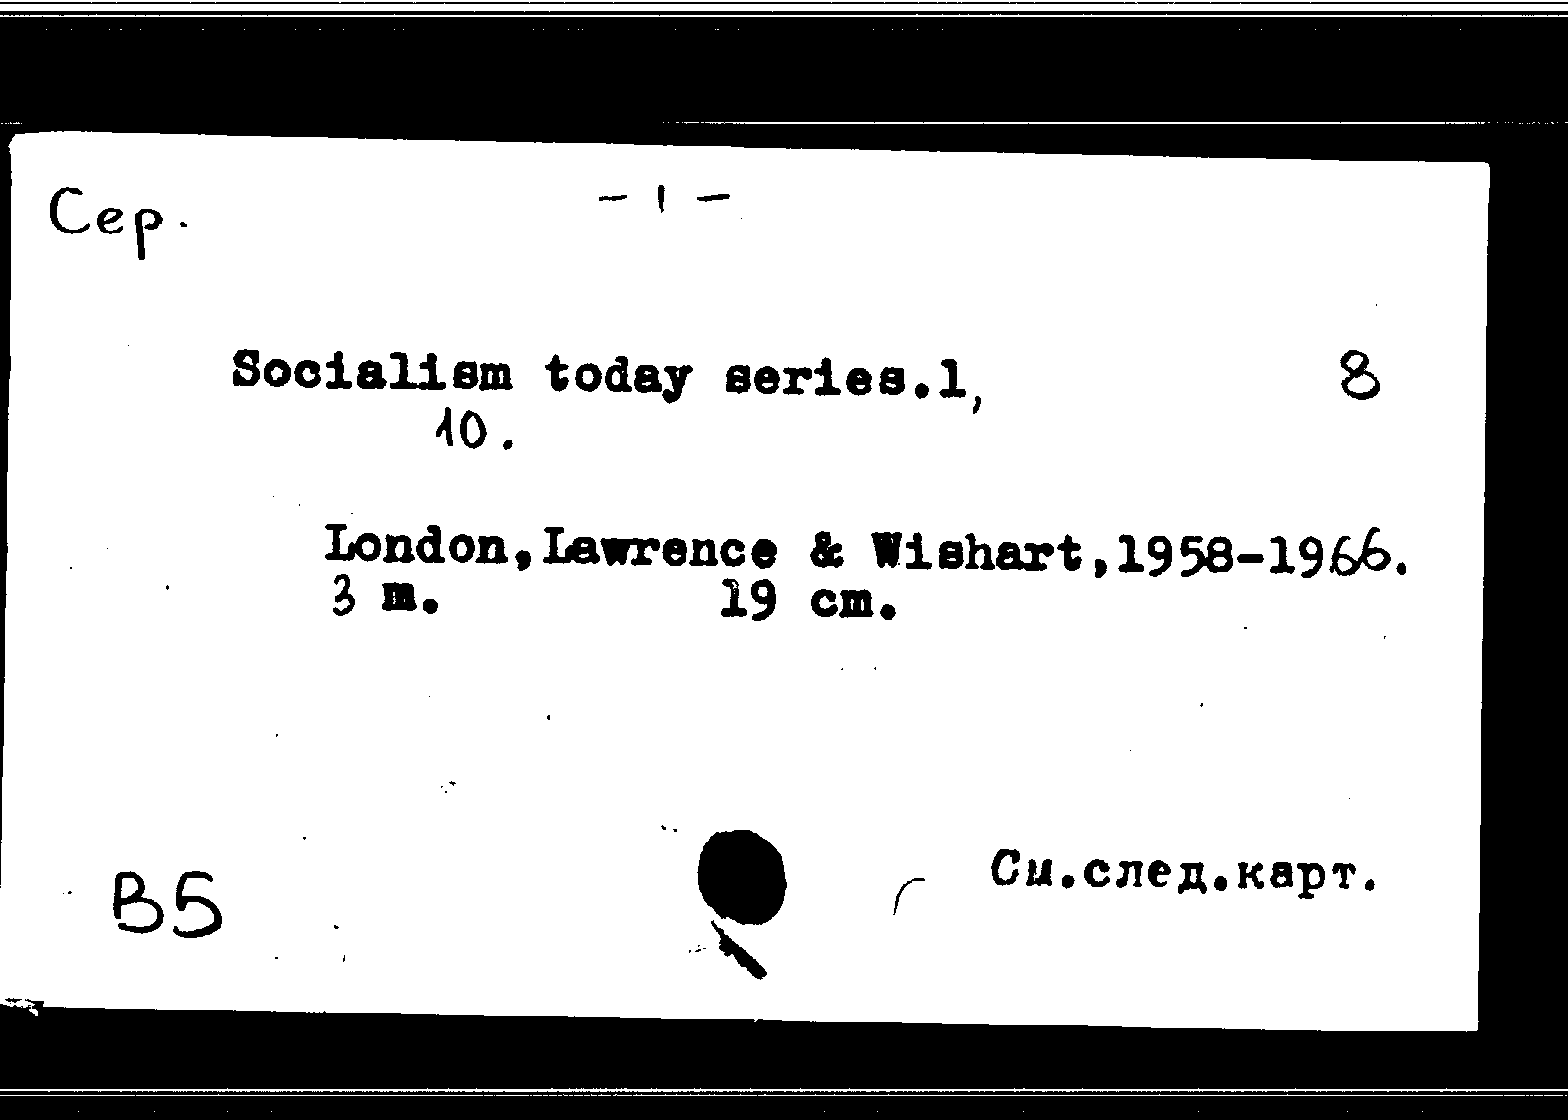 Сер.
- 1 -
Socialism today series.1, 8
10.
London, Lawrence & Wishart, 1958-1966.
3 m. 19 cm.
См.след.карт.
B5